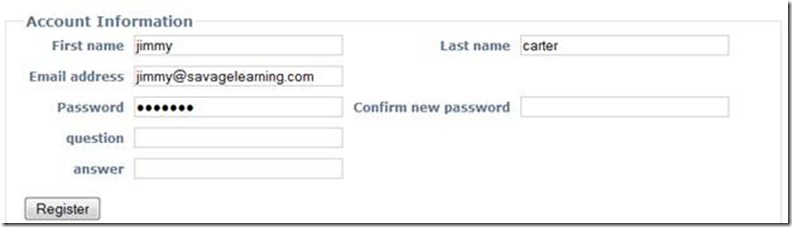 Account Information
First name jimmy Last name carter
Email address jimmy@savagelearning.com
Password ••••••• Confirm new password
question
answer
Register